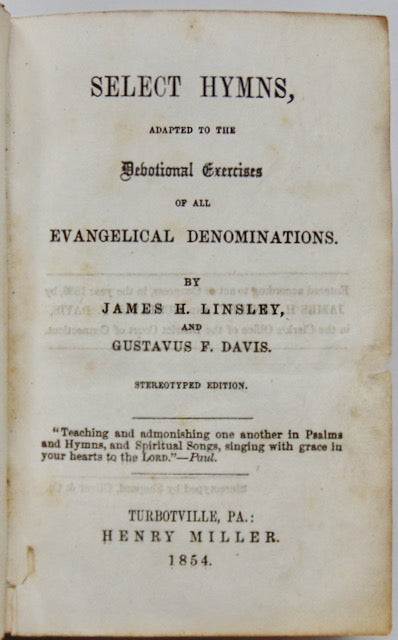 SELECT HYMNS,
ADAPTED TO THE
Devotional Exercises
OF ALL
EVANGELICAL DENOMINATIONS.
BY
JAMES H. LINSLEY,
AND
GUSTAVUS F. DAVIS.
STEREOTYPED EDITION.
"Teaching and admonishing one another in Psalms
and Hymns, and Spiritual Songs, singing with grace in
your hearts to the LORD."—Paul.
TURBOTVILLE, PA.:
HENRY MILLER.
1854.